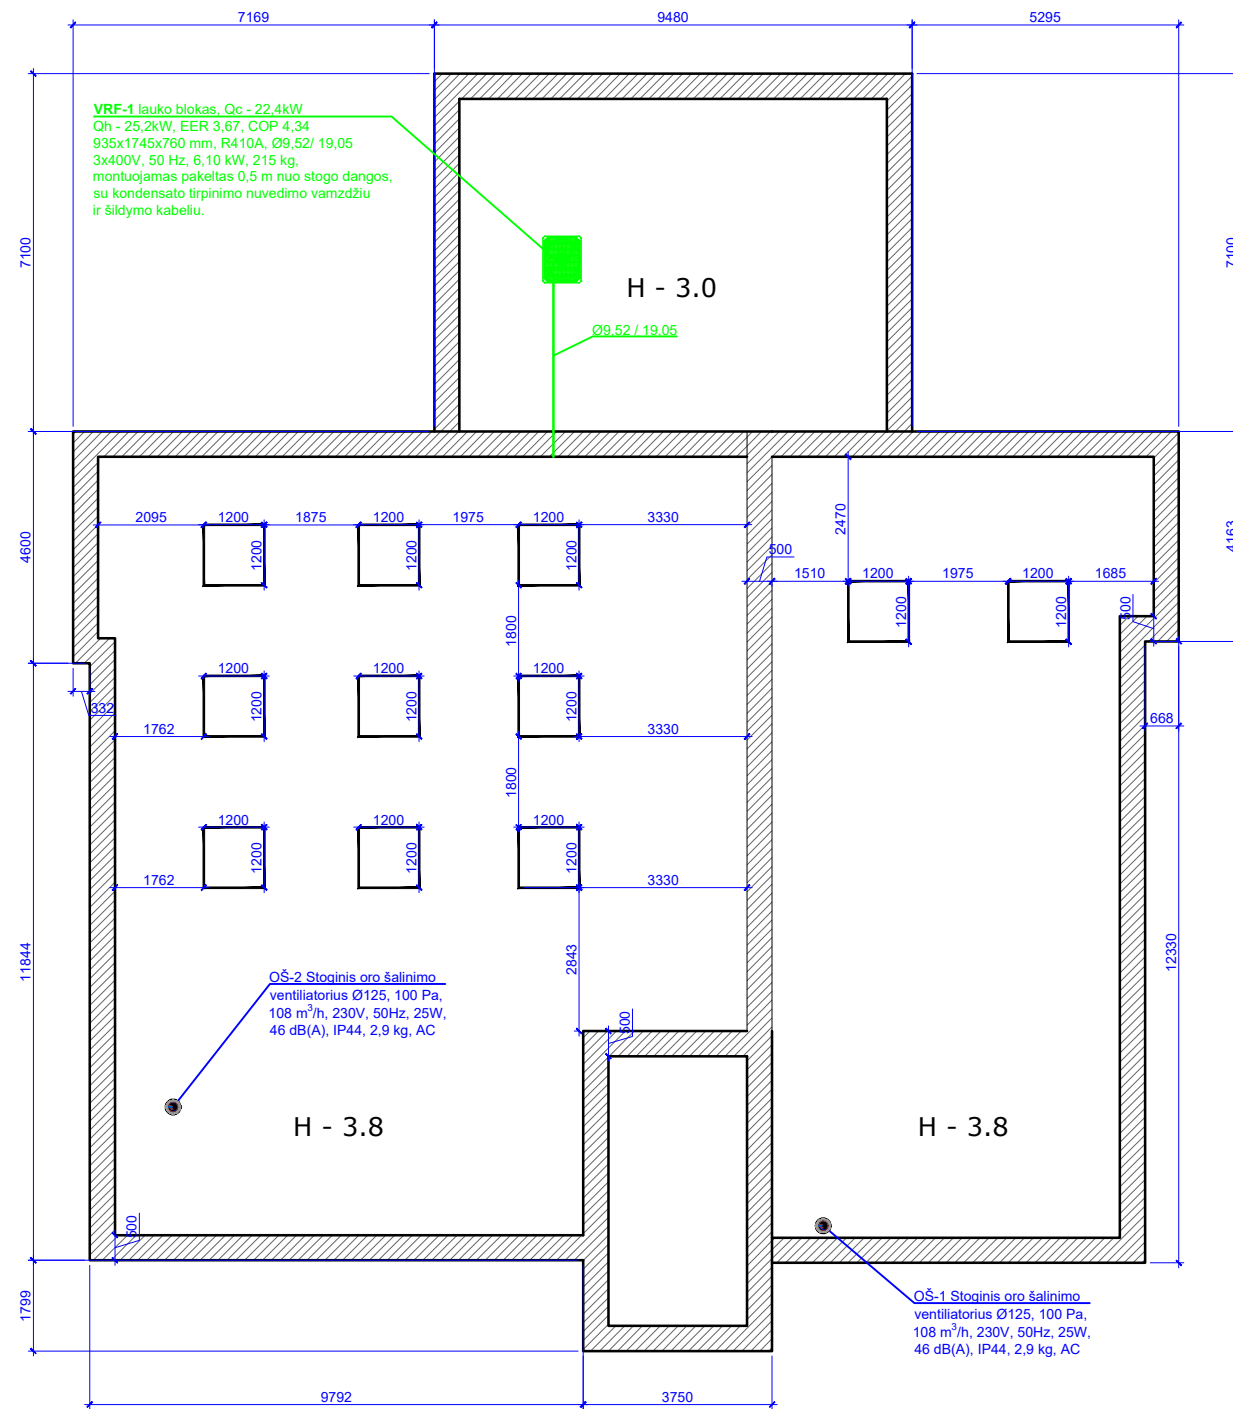 7169
9480
5295
VRF-1 lauko blokas, Qc - 22,4kW
Qh - 25,2kW, EER 3,67, COP 4,34
935x1745x760 mm, R410A, Ø9,52/ 19,05
3x400V, 50 Hz, 6,10 kW, 215 kg,
montuojamas pakeltas 0,5 m nuo stogo dangos,
su kondensato tirpinimo nuvedimo vamzdžiu
ir šildymo kabeliu.
7100
7100
H - 3.0
Ø9,52 / 19,05
2095
1200
1875
1200
1975
1200
3330
1200
1200
1200
4600
2470
4163
500
1510
1200
1975
1200
1685
1200
1200
500
1800
1200
1200
1200
1200
1200
1200
332
1762
3330
668
1800
1200
1200
1200
1200
1200
1200
1762
3330
11844
2843
12330
OŠ-2 Stoginis oro šalinimo
ventiliatorius Ø125, 100 Pa,
108 m³/h, 230V, 50Hz, 25W,
46 dB(A), IP44, 2,9 kg, AC
500
H - 3.8
H - 3.8
500
1799
OŠ-1 Stoginis oro šalinimo
ventiliatorius Ø125, 100 Pa,
108 m³/h, 230V, 50Hz, 25W,
46 dB(A), IP44, 2,9 kg, AC
9792
3750